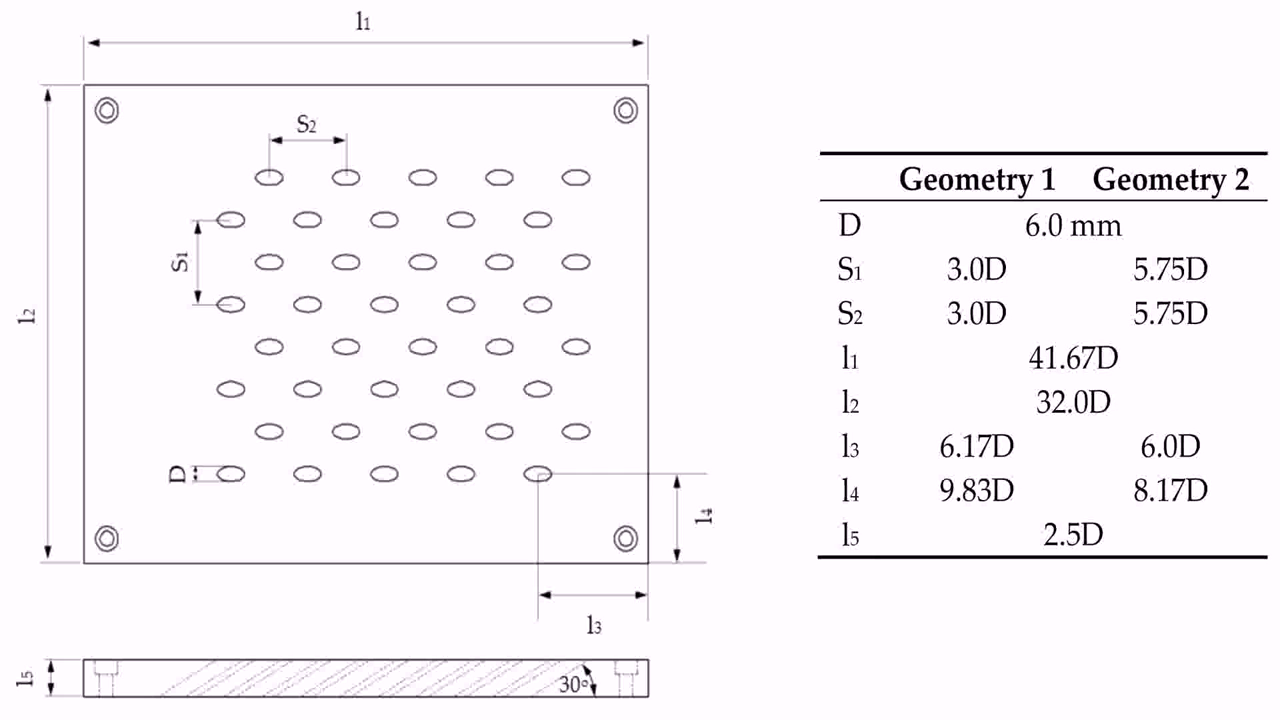 l1
S2
S1
l2
D
l4
l3
l5
30°
Geometry 1 Geometry 2
D 6.0 mm
S1 3.0D 5.75D
S2 3.0D 5.75D
l1 41.67D
l2 32.0D
l3 6.17D 6.0D
l4 9.83D 8.17D
l5 2.5D